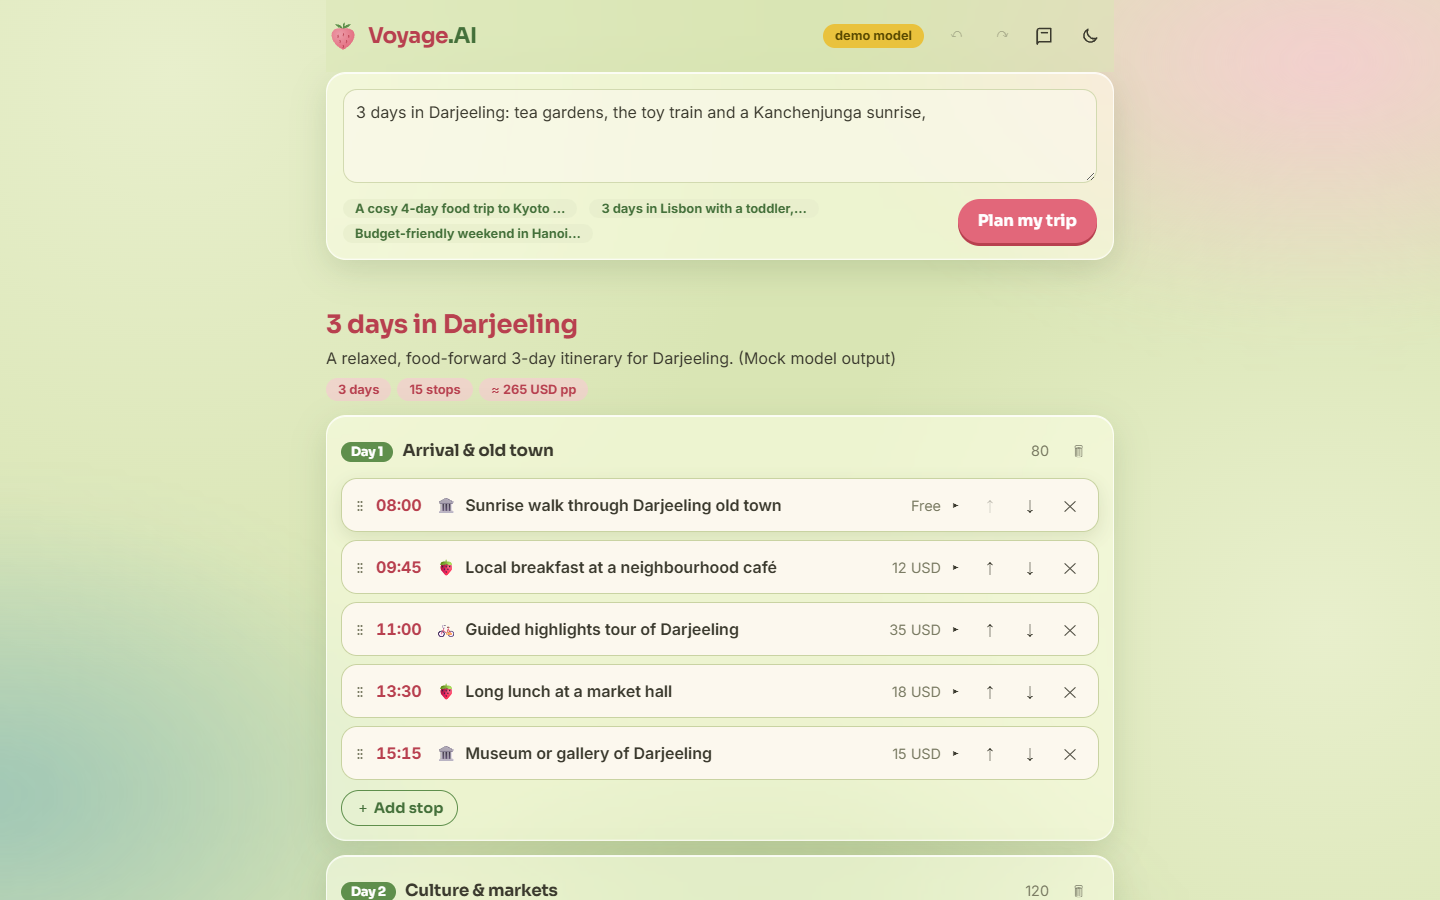 Voyage.AI
demo model
3 days in Darjeeling: tea gardens, the toy train and a Kanchenjunga sunrise,
A cosy 4-day food trip to Kyoto ...
3 days in Lisbon with a toddler,...
Budget-friendly weekend in Hanoi...
Plan my trip
3 days in Darjeeling
A relaxed, food-forward 3-day itinerary for Darjeeling. (Mock model output)
3 days
15 stops
≈ 265 USD pp
Day 1 Arrival & old town 80
08:00 Sunrise walk through Darjeeling old town Free
09:45 Local breakfast at a neighbourhood café 12 USD
11:00 Guided highlights tour of Darjeeling 35 USD
13:30 Long lunch at a market hall 18 USD
15:15 Museum or gallery of Darjeeling 15 USD
+ Add stop
Day 2 Culture & markets 120